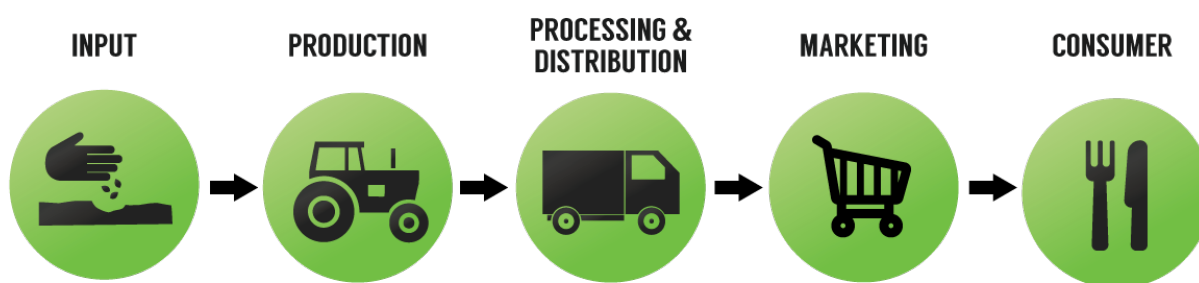 INPUT
PRODUCTION
PROCESSING &
DISTRIBUTION
MARKETING
CONSUMER